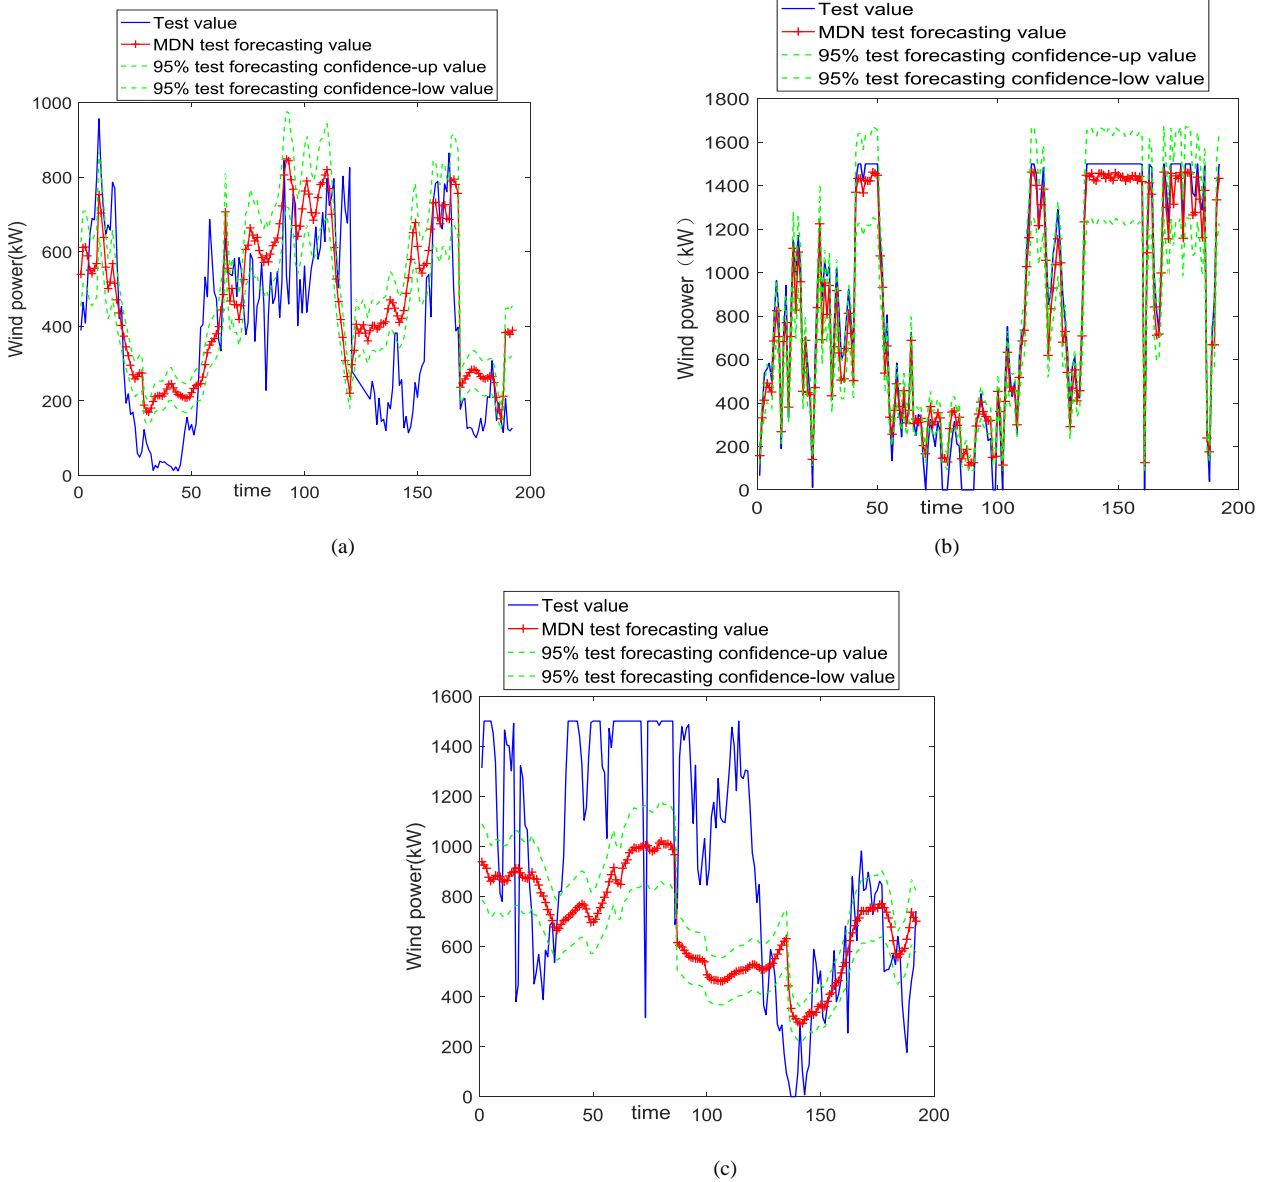 Test value
MDN test forecasting value
95% test forecasting confidence-up value
95% test forecasting confidence-low value
1000
800
600
400
200
0
Wind power(kW)
0 50 100 150 200
time
(a)
Test value
MDN test forecasting value
95% test forecasting confidence-up value
95% test forecasting confidence-low value
1800
1600
1400
1200
1000
800
600
400
200
0
Wind power（kW）
0 50 100 150 200
time
(b)
Test value
MDN test forecasting value
95% test forecasting confidence-up value
95% test forecasting confidence-low value
1600
1400
1200
1000
800
600
400
200
0
Wind power(kW)
0 50 100 150 200
time
(c)